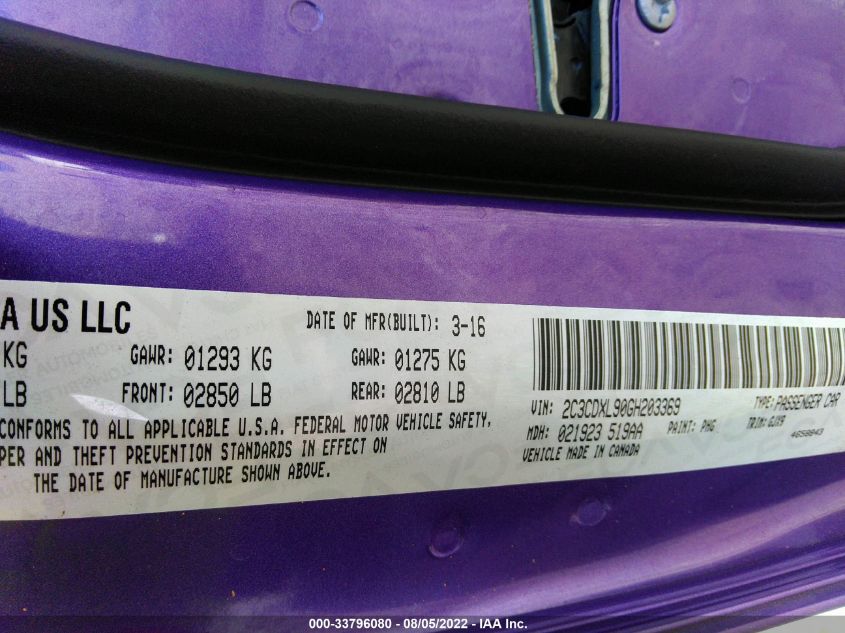 A US LLC
DATE OF MFR(BUILT): 3-16
KG GAWR: 01293 KG GAWR: 01275 KG
LB FRONT: 02850 LB REAR: 02810 LB
CONFORMS TO ALL APPLICABLE U.S.A. FEDERAL MOTOR VEHICLE SAFETY,
PER AND THEFT PREVENTION STANDARDS IN EFFECT ON
THE DATE OF MANUFACTURE SHOWN ABOVE.
VIN: 2C3CDXL90GH203369 TYPE: PASSENGER CAR
MDH: 021923 519AA PAINT: PHG TRIM: GJX9
VEHICLE MADE IN CANADA 4658843
000-33796080 - 08/05/2022 - IAA Inc.